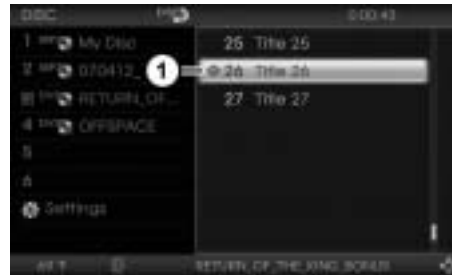 DISC 0:00:43
1 My Disc
2 070412_
RETURN_OF...
4 OFFSPACE
5
6
Settings
25 Title 25
1 26 Title 26
27 Title 27
RETURN_OF_THE_KING_BONUS